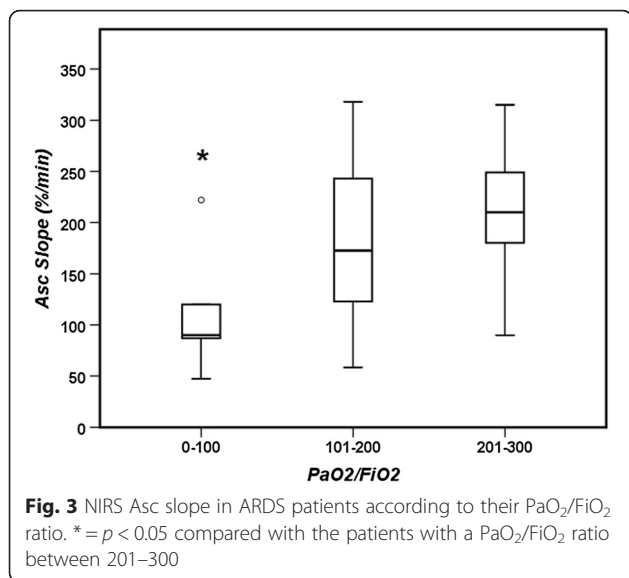 350
300
250
200
150
100
50
0
Asc Slope (%/min)
*
0-100 101-200 201-300
PaO2/FiO2
Fig. 3 NIRS Asc slope in ARDS patients according to their PaO₂/FiO₂
ratio. * = p < 0.05 compared with the patients with a PaO₂/FiO₂ ratio
between 201–300